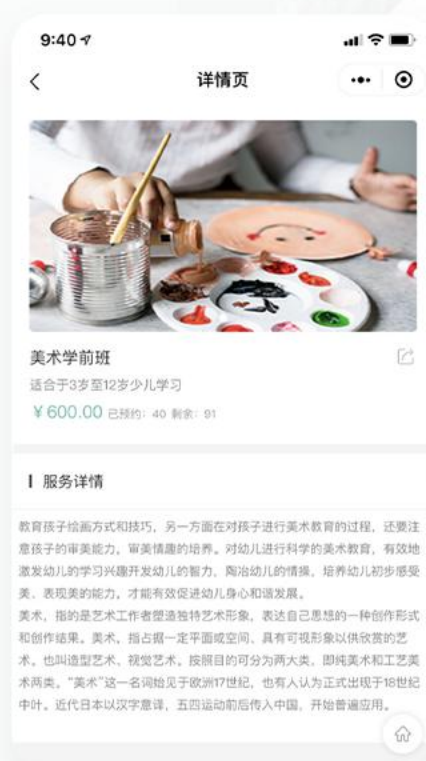 9:40
详情页
美术学前班
适合于3岁至12岁少儿学习
￥600.00 已预约：40 剩余：91
服务详情
教育孩子绘画方式和技巧，另一方面在对孩子进行美术教育的过程，还要注
意孩子的审美能力，审美情趣的培养。对幼儿进行科学的美术教育，有效地
激发幼儿的学习兴趣开发幼儿的智力、陶冶幼儿的情操，培养幼儿初步感受
美、表现美的能力，才能有效促进幼儿身心和谐发展。
美术，指的是艺术工作者塑造独特艺术形象，表达自己思想的一种创作形式
和创作结果。美术，指占据一定平面或空间，具有可视形象以供欣赏的艺
术。也叫造型艺术、视觉艺术。按照目的可分为两大类，即纯美术和工艺美
术两类。“美术”这一名词始见于欧洲17世纪，也有人认为正式出现于18世纪
中叶。近代日本以汉字意译，五四运动前后传入中国，开始普遍应用。